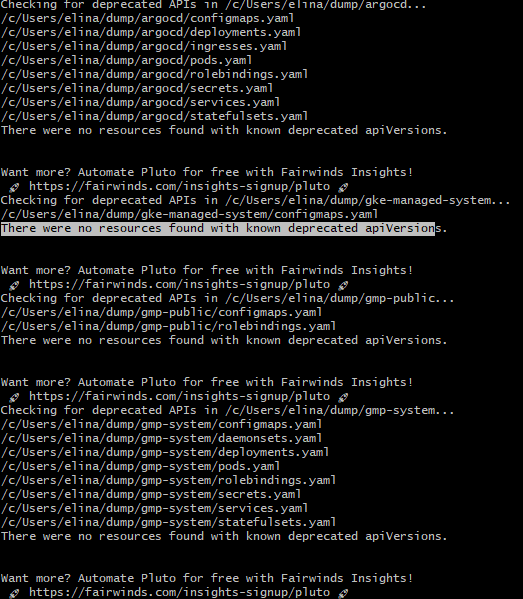 Checking for deprecated APIs in /c/Users/elina/dump/argocd...
/c/Users/elina/dump/argocd/configmaps.yaml
/c/Users/elina/dump/argocd/deployments.yaml
/c/Users/elina/dump/argocd/ingresses.yaml
/c/Users/elina/dump/argocd/pods.yaml
/c/Users/elina/dump/argocd/rolebindings.yaml
/c/Users/elina/dump/argocd/secrets.yaml
/c/Users/elina/dump/argocd/services.yaml
/c/Users/elina/dump/argocd/statefulsets.yaml
There were no resources found with known deprecated apiVersions.
Want more? Automate Pluto for free with Fairwinds Insights!
🚀 https://fairwinds.com/insights-signup/pluto 🚀
Checking for deprecated APIs in /c/Users/elina/dump/gke-managed-system...
/c/Users/elina/dump/gke-managed-system/configmaps.yaml
There were no resources found with known deprecated apiVersions.
Want more? Automate Pluto for free with Fairwinds Insights!
🚀 https://fairwinds.com/insights-signup/pluto 🚀
Checking for deprecated APIs in /c/Users/elina/dump/gmp-public...
/c/Users/elina/dump/gmp-public/configmaps.yaml
/c/Users/elina/dump/gmp-public/rolebindings.yaml
There were no resources found with known deprecated apiVersions.
Want more? Automate Pluto for free with Fairwinds Insights!
🚀 https://fairwinds.com/insights-signup/pluto 🚀
Checking for deprecated APIs in /c/Users/elina/dump/gmp-system...
/c/Users/elina/dump/gmp-system/configmaps.yaml
/c/Users/elina/dump/gmp-system/daemonsets.yaml
/c/Users/elina/dump/gmp-system/deployments.yaml
/c/Users/elina/dump/gmp-system/pods.yaml
/c/Users/elina/dump/gmp-system/rolebindings.yaml
/c/Users/elina/dump/gmp-system/secrets.yaml
/c/Users/elina/dump/gmp-system/services.yaml
/c/Users/elina/dump/gmp-system/statefulsets.yaml
There were no resources found with known deprecated apiVersions.
Want more? Automate Pluto for free with Fairwinds Insights!
🚀 https://fairwinds.com/insights-signup/pluto 🚀